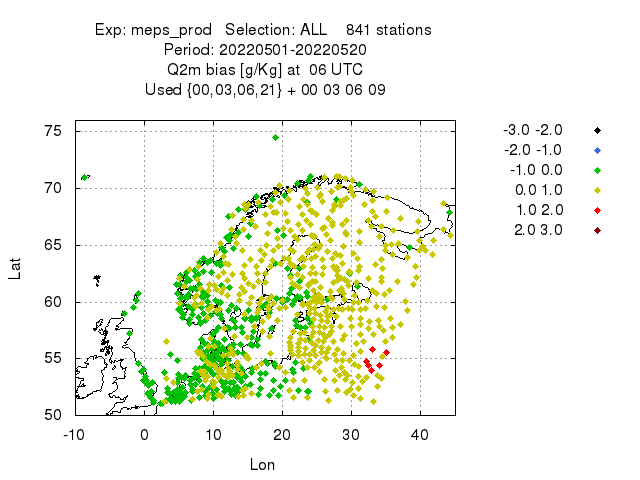 Exp: meps_prod   Selection: ALL    841 stations
Period: 20220501-20220520
Q2m bias [g/Kg] at  06 UTC
Used {00,03,06,21} + 00 03 06 09
-3.0 -2.0
-2.0 -1.0
-1.0 0.0
0.0 1.0
1.0 2.0
2.0 3.0
75
70
65
60
55
50
Lat
-10 0 10 20 30 40
Lon